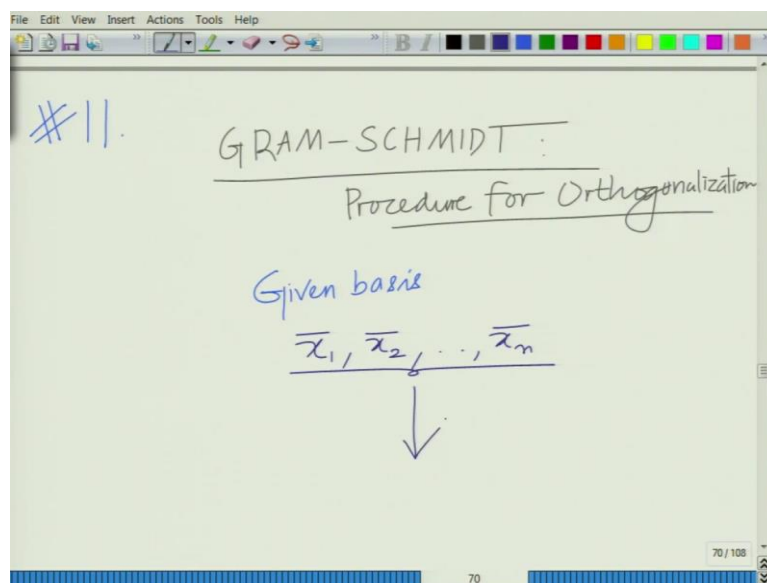 File Edit View Insert Actions Tools Help
B I
#11.
GRAM-SCHMIDT:
Procedure for Orthogonalization
Given basis
x̅₁, x̅₂, .., x̅ₙ
70 / 108
70